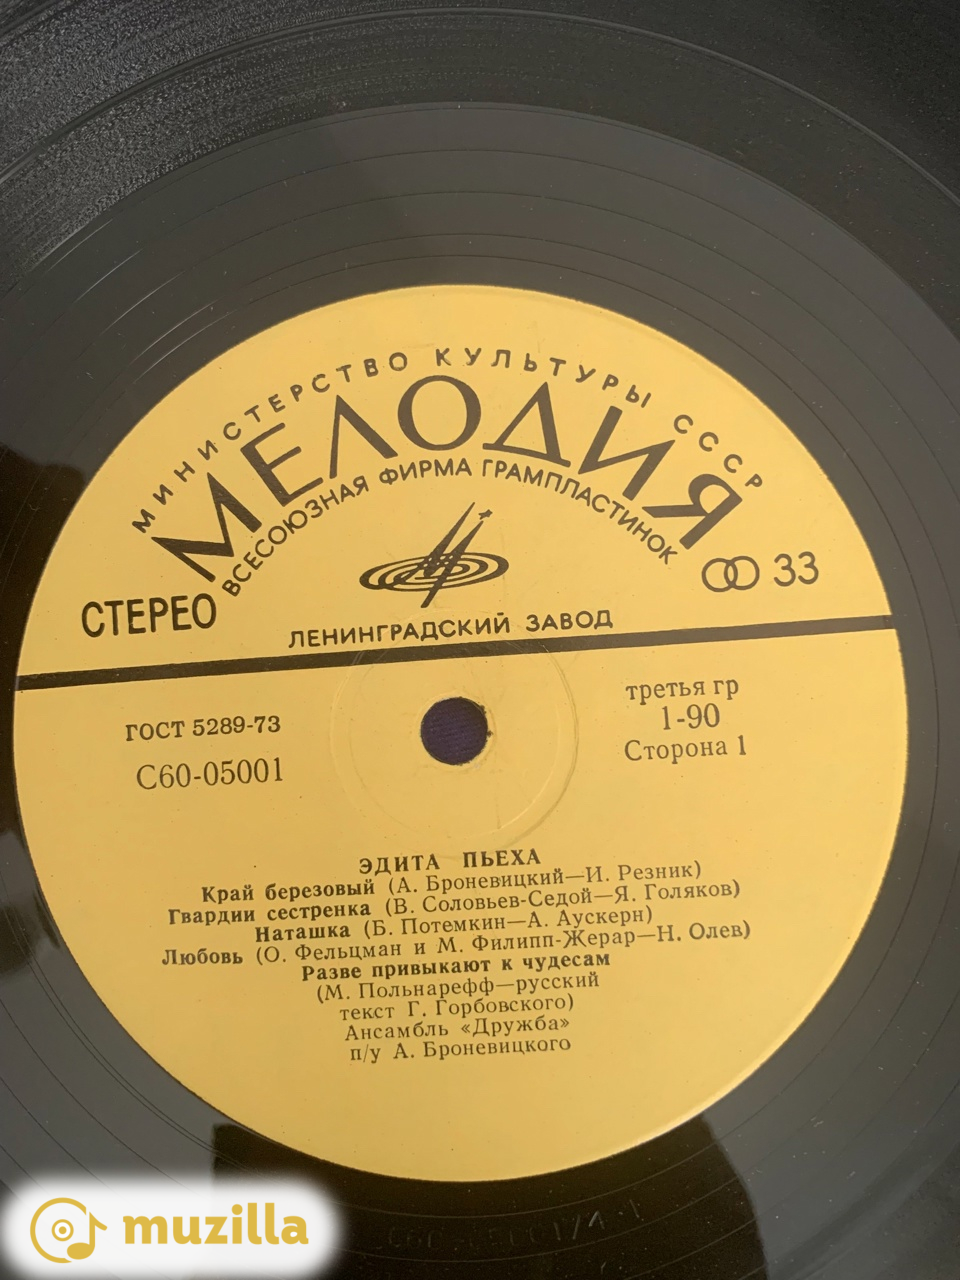 МИНИСТЕРСТВО КУЛЬТУРЫ СССР
МЕЛОДИЯ
ВСЕСОЮЗНАЯ ФИРМА ГРАМПЛАСТИНОК
СТЕРЕО
33
ЛЕНИНГРАДСКИЙ ЗАВОД
ГОСТ 5289-73
С60-05001
третья гр
1-90
Сторона 1
ЭДИТА ПЬЕХА
Край березовый (А. Броневицкий—И. Резник)
Гвардии сестренка (В. Соловьев-Седой—Я. Голяков)
Наташка (Б. Потемкин—А. Аускерн)
Любовь (О. Фельцман и М. Филипп-Жерар—Н. Олев)
Разве привыкают к чудесам
(М. Польнарефф—русский
текст Г. Горбовского)
Ансамбль «Дружба»
п/у А. Броневицкого
muzilla